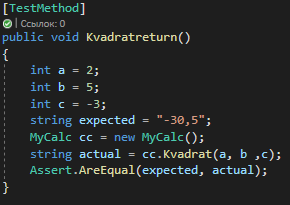 [TestMethod]
Ссылок: 0
public void Kvadratreturn()
{
int a = 2;
int b = 5;
int c = -3;
string expected = "-30,5";
MyCalc cc = new MyCalc();
string actual = cc.Kvadrat(a, b ,c);
Assert.AreEqual(expected, actual);
}